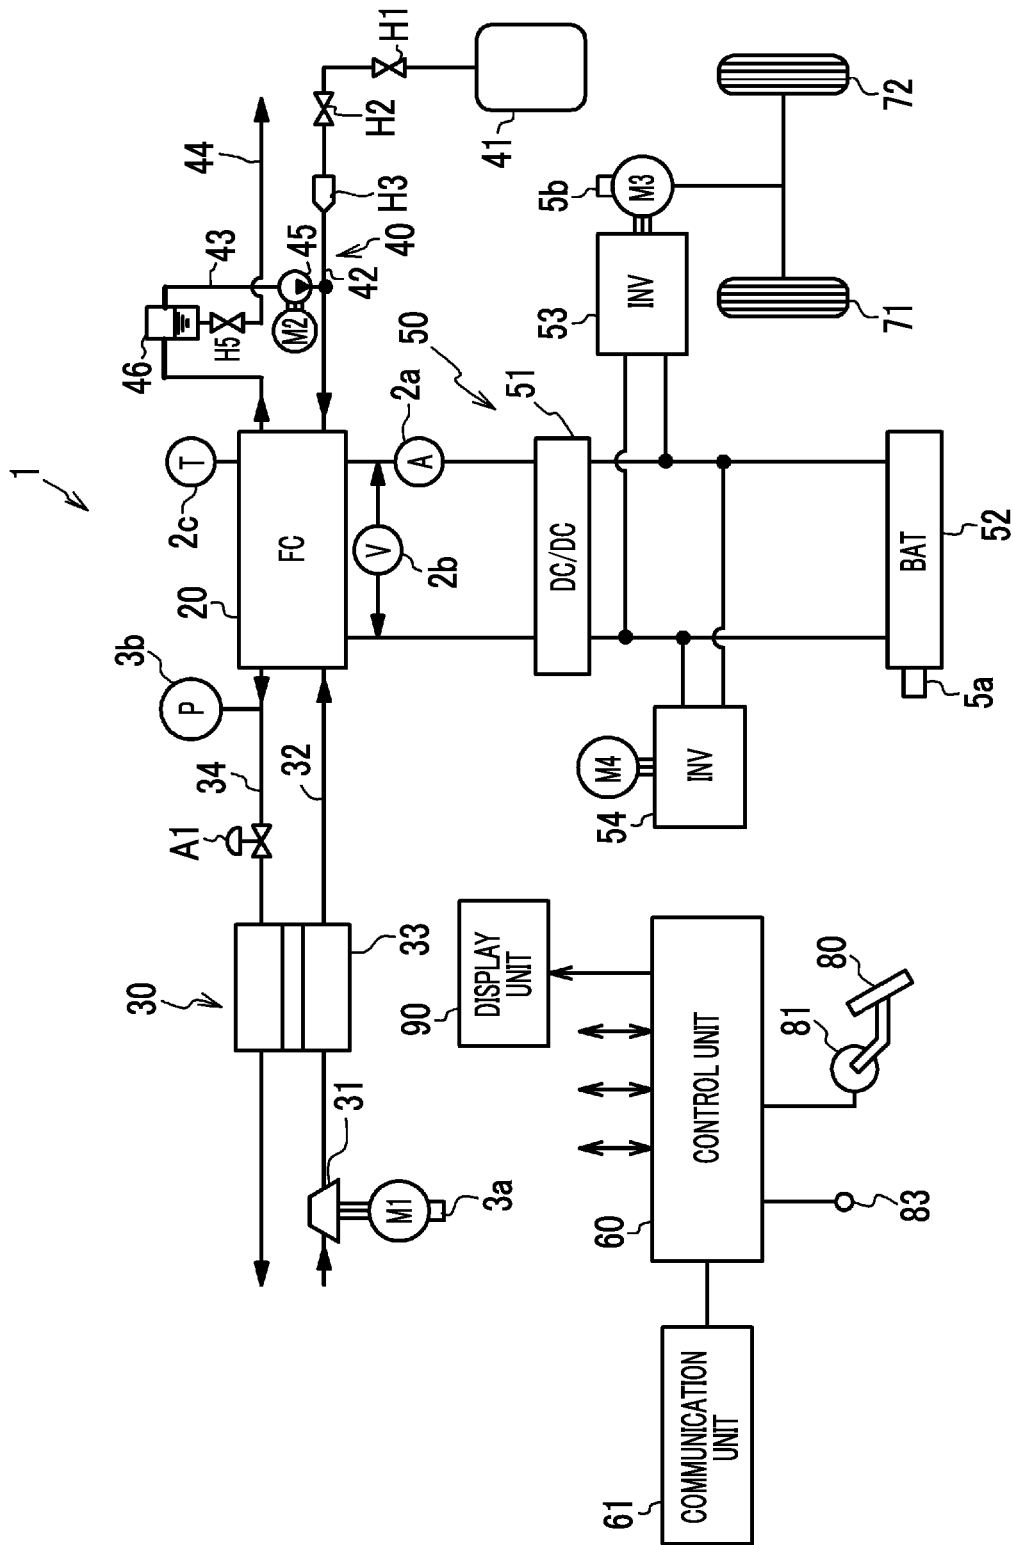 1
3b
46
A1
P
20
2c
T
44
34
H5
43
30
32
FC
M2
45
31
V
2a
42
H2
H1
M1
33
2b
A
40
H3
3a
90
DISPLAY
UNIT
50
41
51
DC/DC
5b
54
M4
53
INV
M3
61
60
COMMUNICATION
UNIT
CONTROL UNIT
INV
81
80
83
BAT
71
72
5a
52